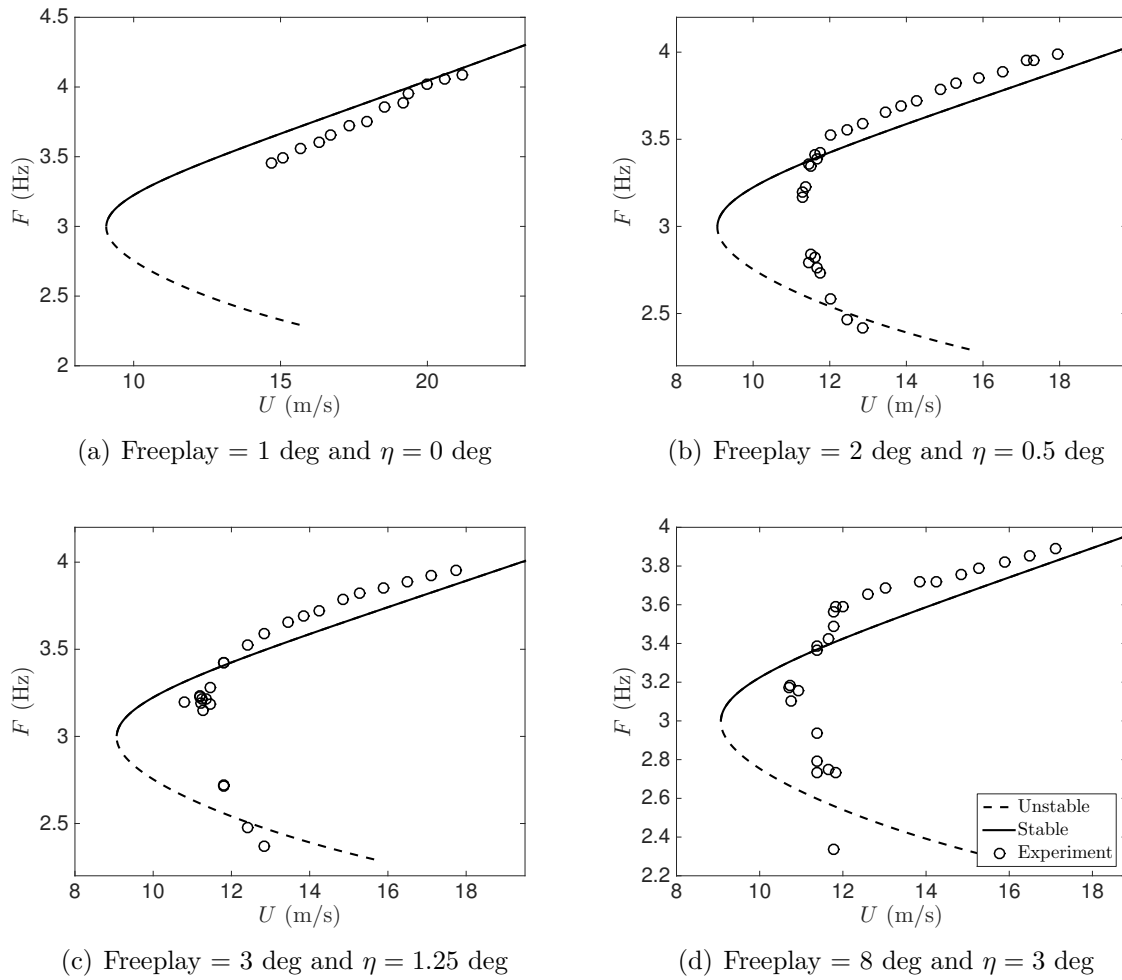 4.5
4
3.5
3
2.5
2
F (Hz)
10 15 20
U (m/s)
(a) Freeplay = 1 deg and η = 0 deg
4
3.5
3
2.5
F (Hz)
8 10 12 14 16 18
U (m/s)
(b) Freeplay = 2 deg and η = 0.5 deg
4
3.5
3
2.5
F (Hz)
8 10 12 14 16 18
U (m/s)
(c) Freeplay = 3 deg and η = 1.25 deg
4
3.8
3.6
3.4
3.2
3
2.8
2.6
2.4
2.2
F (Hz)
Unstable
Stable
Experiment
8 10 12 14 16 18
U (m/s)
(d) Freeplay = 8 deg and η = 3 deg